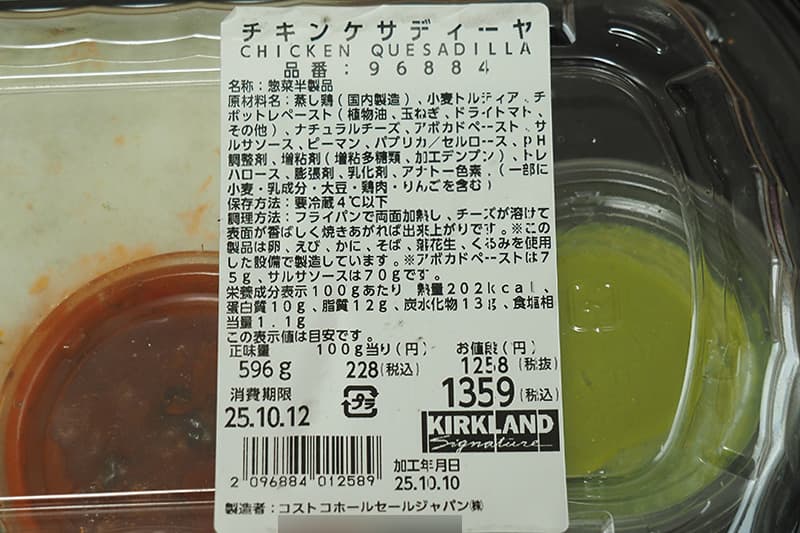 チキンケサディーヤ
CHICKEN QUESADILLA
品番：96884
名称：惣菜半製品
原材料名：蒸し鶏(国内製造)、小麦トルティア、チ
ポットレペースト(植物油、玉ねぎ、ドライトマト、
その他)、ナチュラルチーズ、アボカドペースト、サ
ルサソース、ピーマン、パプリカ／セルロース、pH
調整剤、増粘剤(増粘多糖類、加工デンプン)、トレ
ハロース、膨張剤、乳化剤、アナトー色素、(一部に
小麦・乳成分・大豆・鶏肉・りんごを含む)
保存方法：要冷蔵4℃以下
調理方法：フライパンで両面加熱し、チーズが溶けて
表面が香ばしく焼きあがれば出来上がりです。※この
製品は卵、えび、かに、そば、落花生、くるみを使用
した設備で製造しています。※アボカドペーストは7
5g、サルサソースは70gです。
栄養成分表示100gあたり 熱量202kcal、
蛋白質10g、脂質12g、炭水化物13g、食塩相
当量1.1g
この表示値は目安です。
正味量 100g当り(円) お値段(円)
596g 228(税込) 1258(税抜)
1359(税込)
消費期限
25.10.12
プラ
KIRKLAND
Signature
加工年月日
25.10.10
2 096884 012589
製造者：コストコホールセールジャパン㈱